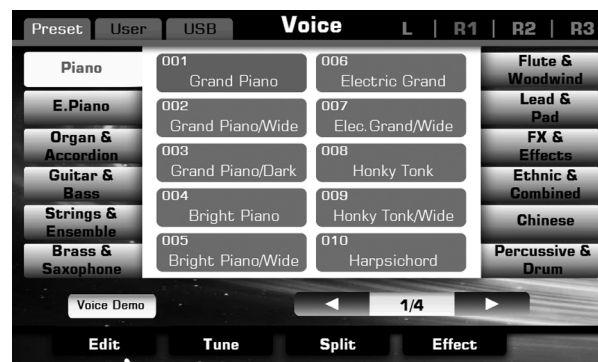 Preset User USB Voice L | R1 | R2 | R3
Piano
E.Piano
Organ &
Accordion
Guitar &
Bass
Strings &
Ensemble
Brass &
Saxophone
001
Grand Piano
002
Grand Piano/Wide
003
Grand Piano/Dark
004
Bright Piano
005
Bright Piano/Wide
006
Electric Grand
007
Elec.Grand/Wide
008
Honky Tonk
009
Honky Tonk/Wide
010
Harpsichord
Flute &
Woodwind
Lead &
Pad
FX &
Effects
Ethnic &
Combined
Chinese
Percussive &
Drum
Voice Demo
1/4
Edit Tune Split Effect